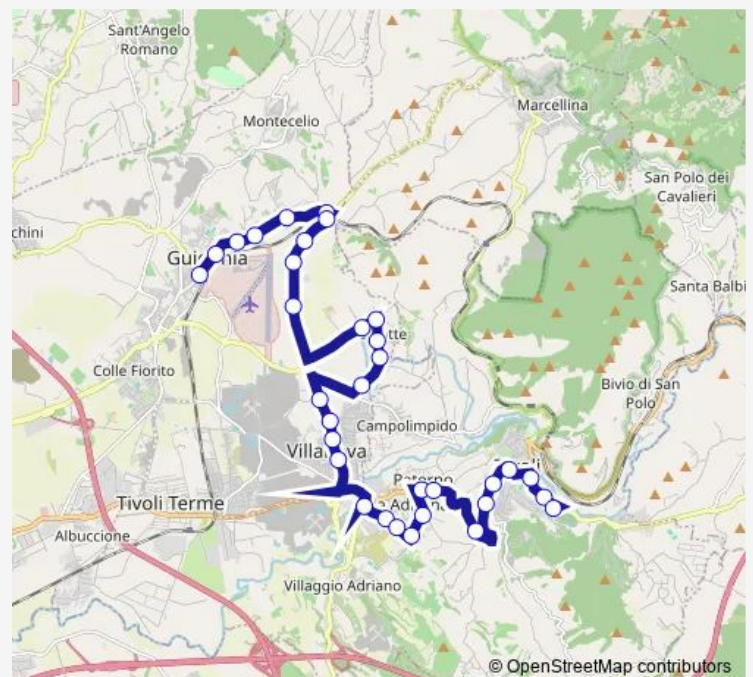 Sant'Angelo
Romano
Montecelio
Marcellina
San Polo dei
Cavalieri
chini
Santa Balbi
Colle Fiorito
Bivio di San
Polo
Campolimpido
Tivoli Terme
Albuccione
Villaggio Adriano
© OpenStreetMap contributors